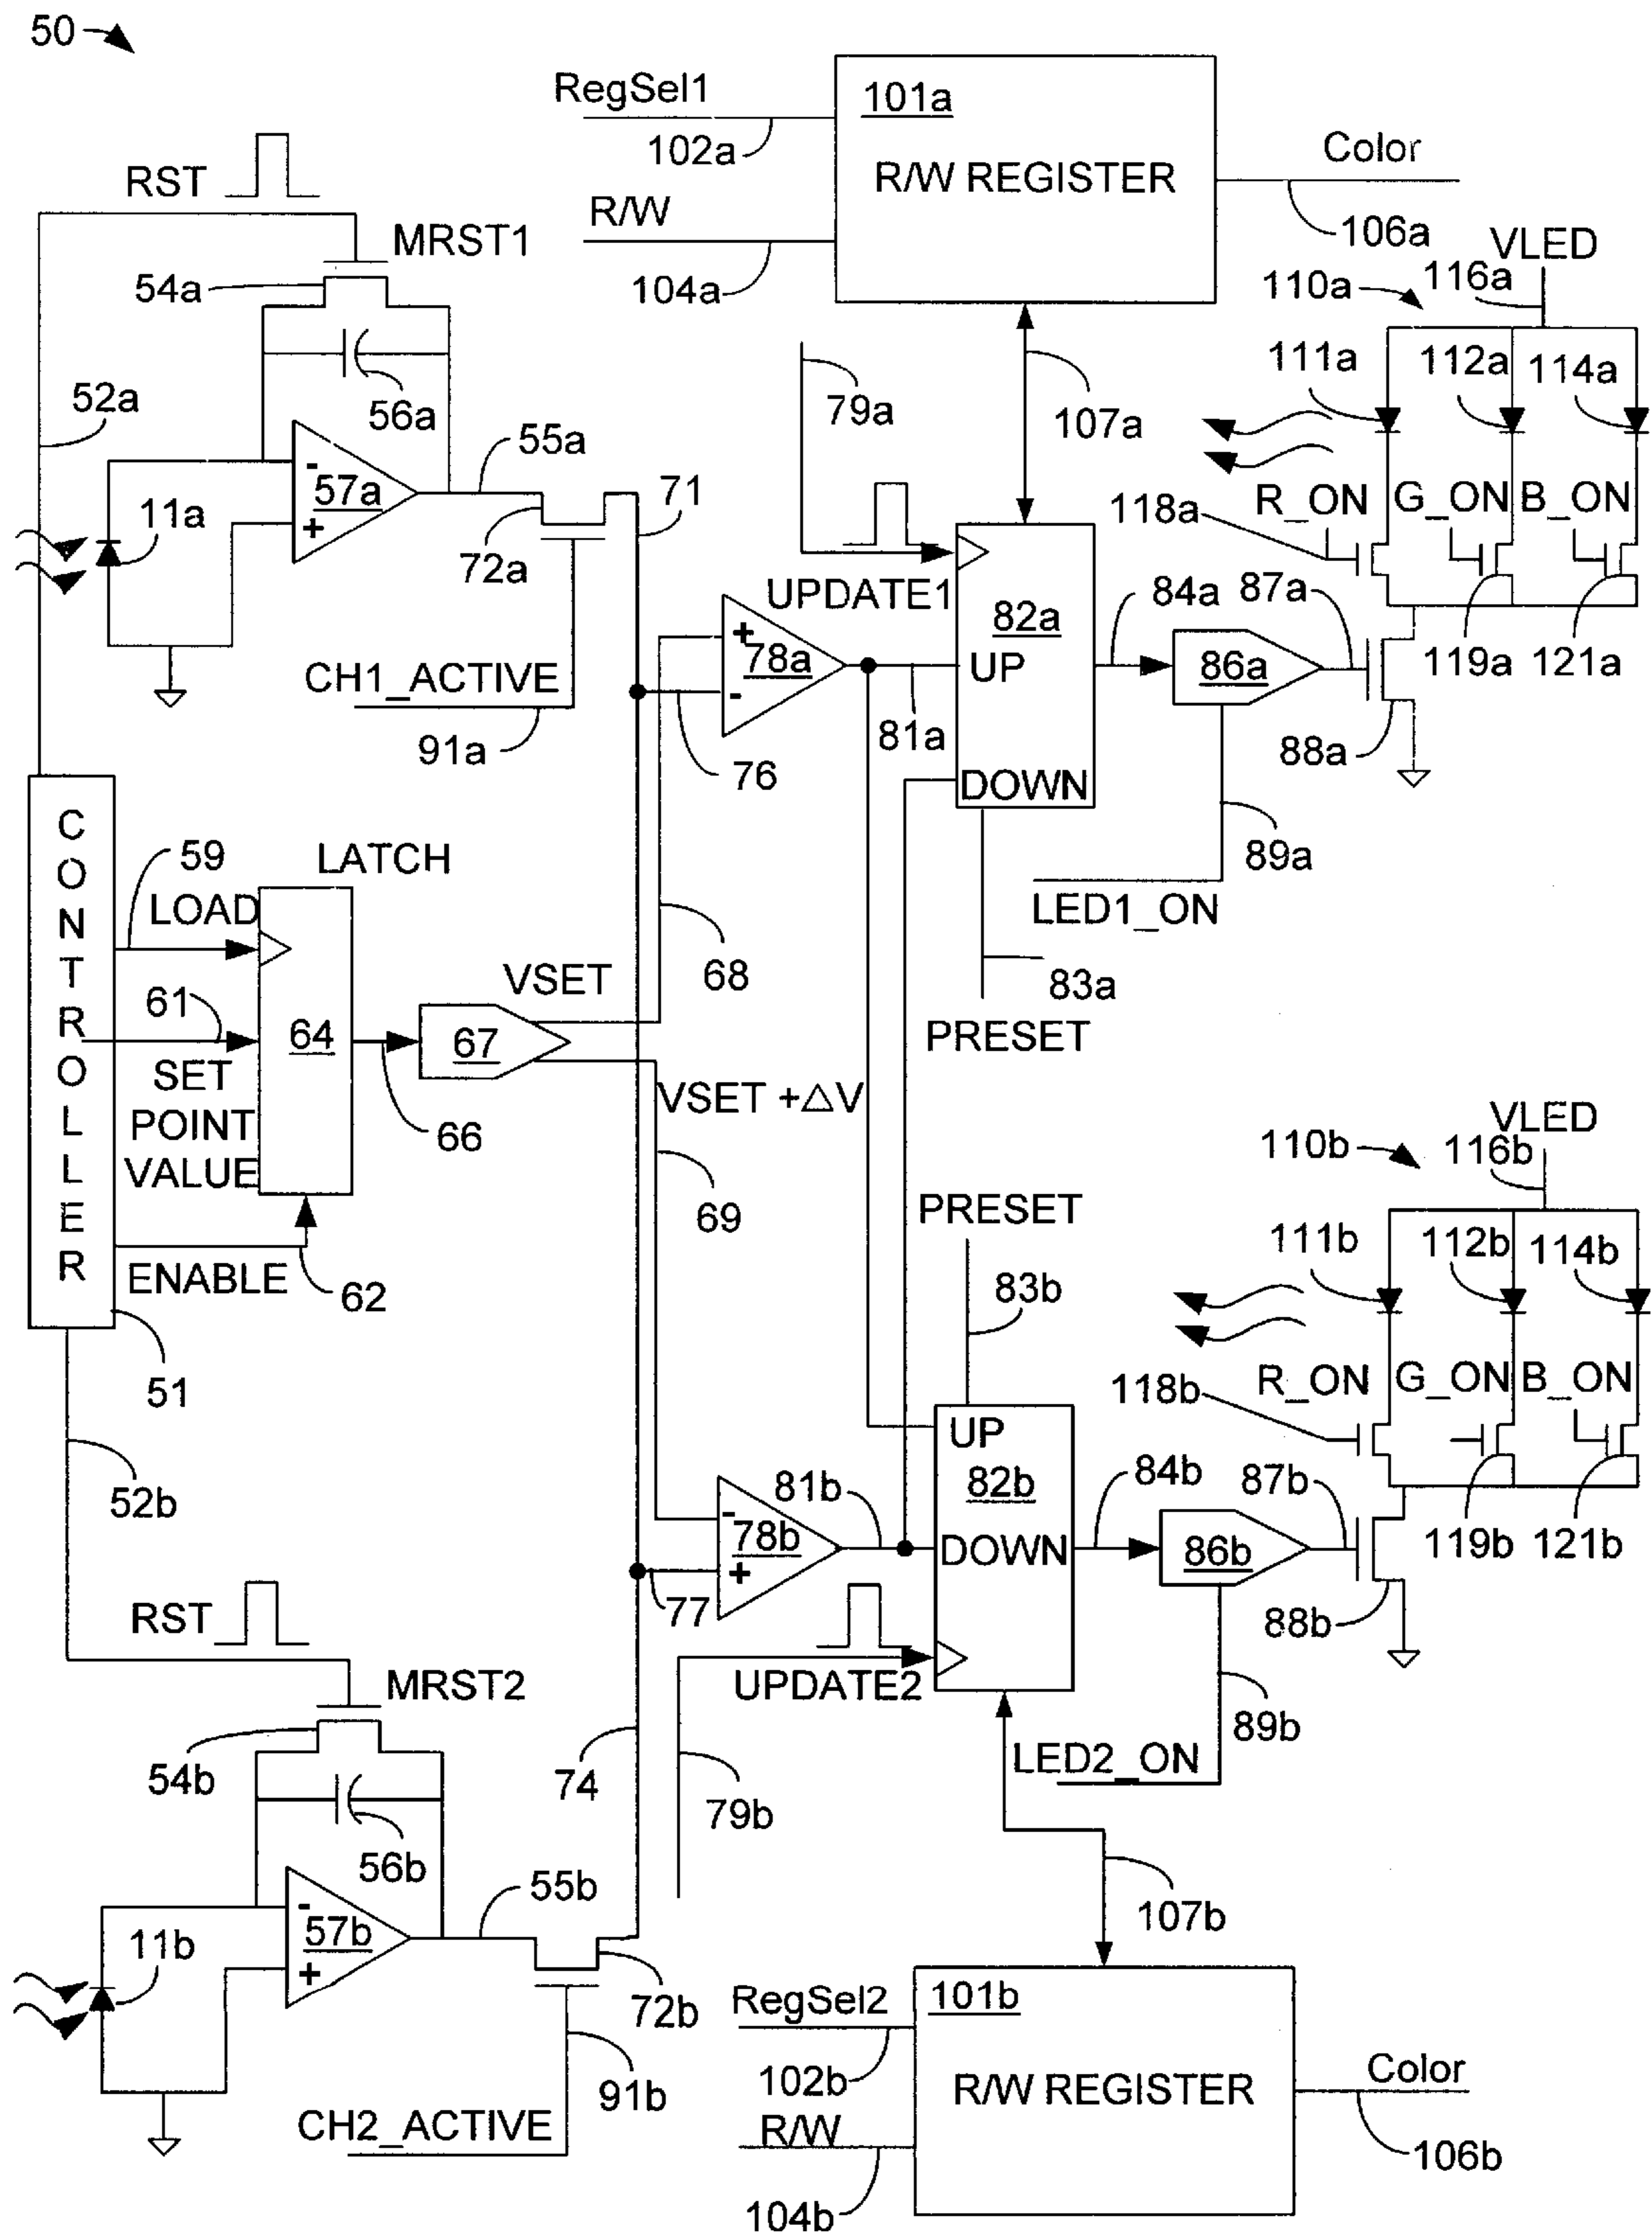 50
RegSel1
102a
R/W
104a
101a
R/W REGISTER
Color
106a
RST
MRST1
54a
56a
52a
57a
-
+
11a
55a
72a
71
CH1_ACTIVE
91a
79a
107a
UPDATE1
78a
+
-
76
81a
82a
UP
DOWN
84a
86a
87a
88a
89a
LED1_ON
83a
PRESET
VLED
110a
116a
111a
112a
114a
R_ON
G_ON
B_ON
118a
119a
121a
CONTROLLER
59
LOAD
LATCH
61
SET
POINT
VALUE
64
66
ENABLE
62
51
VSET
67
68
VSET +△V
69
PRESET
83b
UP
82b
DOWN
81b
78b
-
+
77
UPDATE2
79b
84b
86b
87b
88b
89b
LED2_ON
VLED
110b
116b
111b
112b
114b
R_ON
G_ON
B_ON
118b
119b
121b
52b
RST
MRST2
54b
56b
57b
-
+
11b
55b
72b
74
CH2_ACTIVE
91b
107b
RegSel2
102b
R/W
104b
101b
R/W REGISTER
Color
106b